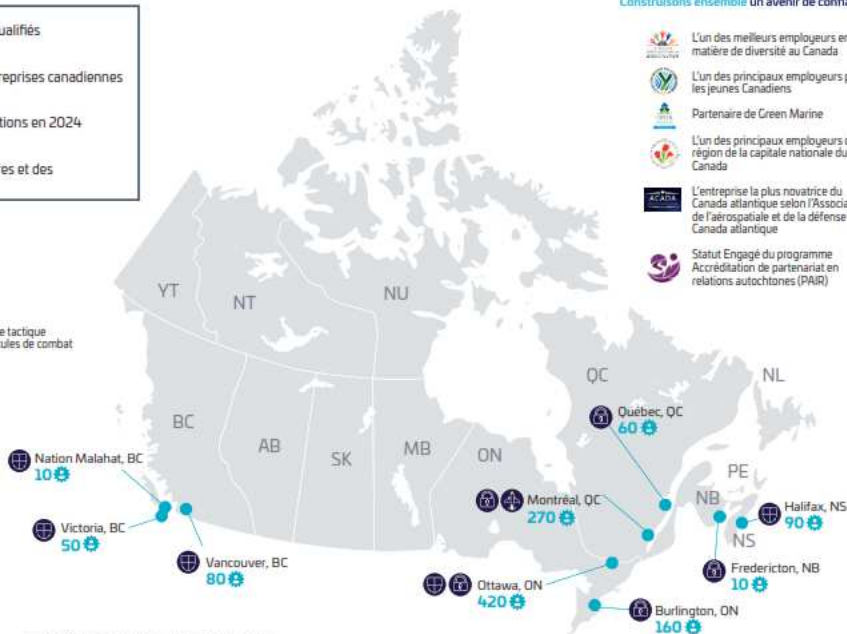 ualifiés
reprises canadiennes
tions en 2024
res et des
Construisons ensemble un avenir de confia
L'un des meilleurs employeurs en
matière de diversité au Canada
L'un des principaux employeurs p
les jeunes Canadiens
Partenaire de Green Marine
L'un des principaux employeurs d
région de la capitale nationale du
Canada
ACADA
L'entreprise la plus novatrice du
Canada atlantique selon l'Associa
de l'aérospatiale et de la défense
Canada atlantique
Statut Engagé du programme
Accréditation de partenariat en
relations autochtones (PAIR)
e tactique
cules de combat
YT
NT
NU
BC
AB
SK
MB
ON
QC
NL
PE
NB
NS
Nation Malahat, BC
10
Victoria, BC
50
Vancouver, BC
80
Ottawa, ON
420
Montréal, QC
270
Québec, QC
60
Burlington, ON
160
Fredericton, NB
10
Halifax, NS
90